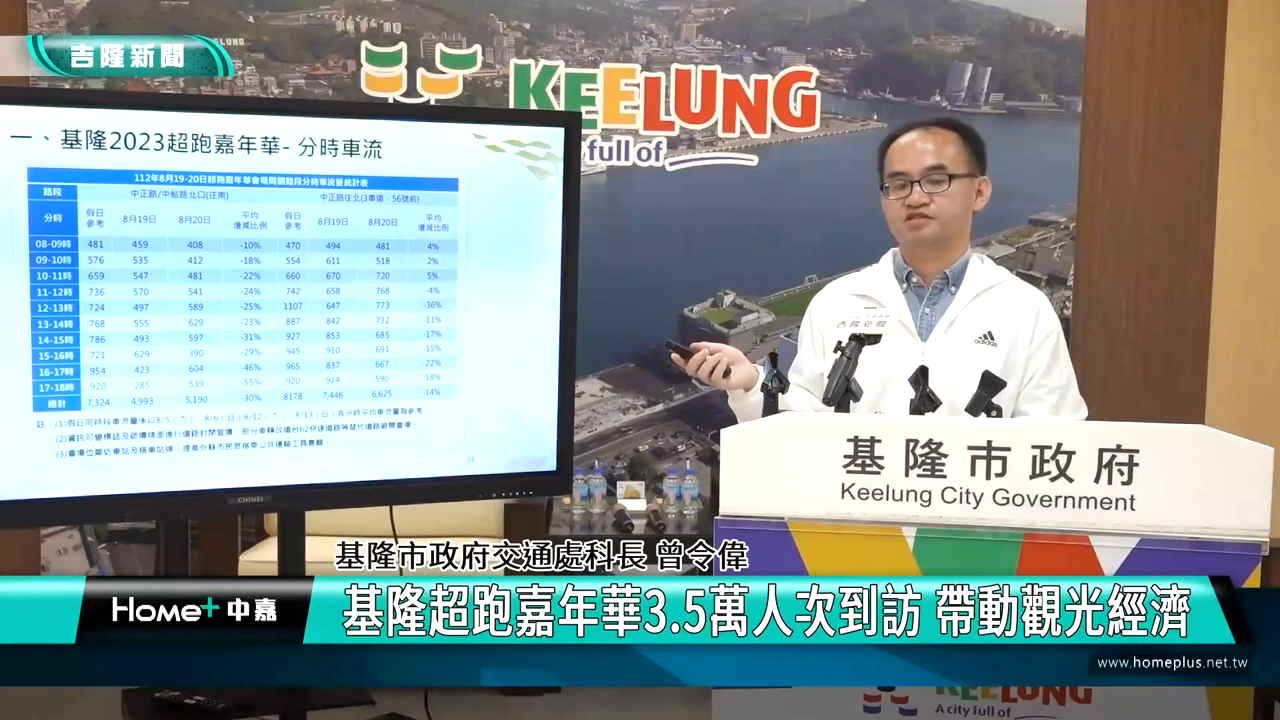 吉隆新聞
KEELUNG
full of
一、基隆2023超跑嘉年華- 分時車流
112年8月19-20日超跑嘉年華會場周圍路段分時車流量統計表
路段 中正路/中船路北口(往南) 中正路往北(3車道，56號前)
分時 假日參考 8月19日 8月20日 平均增減比例 假日參考 8月19日 8月20日 平均增減比例
08-09時 481 459 408 -10% 470 494 481 4%
09-10時 576 535 412 -18% 554 611 518 2%
10-11時 659 547 481 -22% 660 670 720 5%
11-12時 736 570 541 -24% 742 658 768 -4%
12-13時 724 497 589 -25% 1107 647 773 -36%
13-14時 768 555 629 -23% 887 842 732 -11%
14-15時 786 493 597 -31% 927 853 685 -17%
15-16時 721 629 390 -29% 945 910 691 -15%
16-17時 954 423 604 -46% 965 837 667 -22%
17-18時 920 285 539 -55% 920 924 590 -18%
總計 7,324 4,993 5,190 -30% 8178 7,446 6,625 -14%
CHIMEI
吉隆新聞
adidas
基隆市政府
Keelung City Government
基隆市政府交通處科長 曾令偉
Home+ 中嘉
基隆超跑嘉年華3.5萬人次到訪 帶動觀光經濟
www.homeplus.net.tw
KEELUNG
A city full of